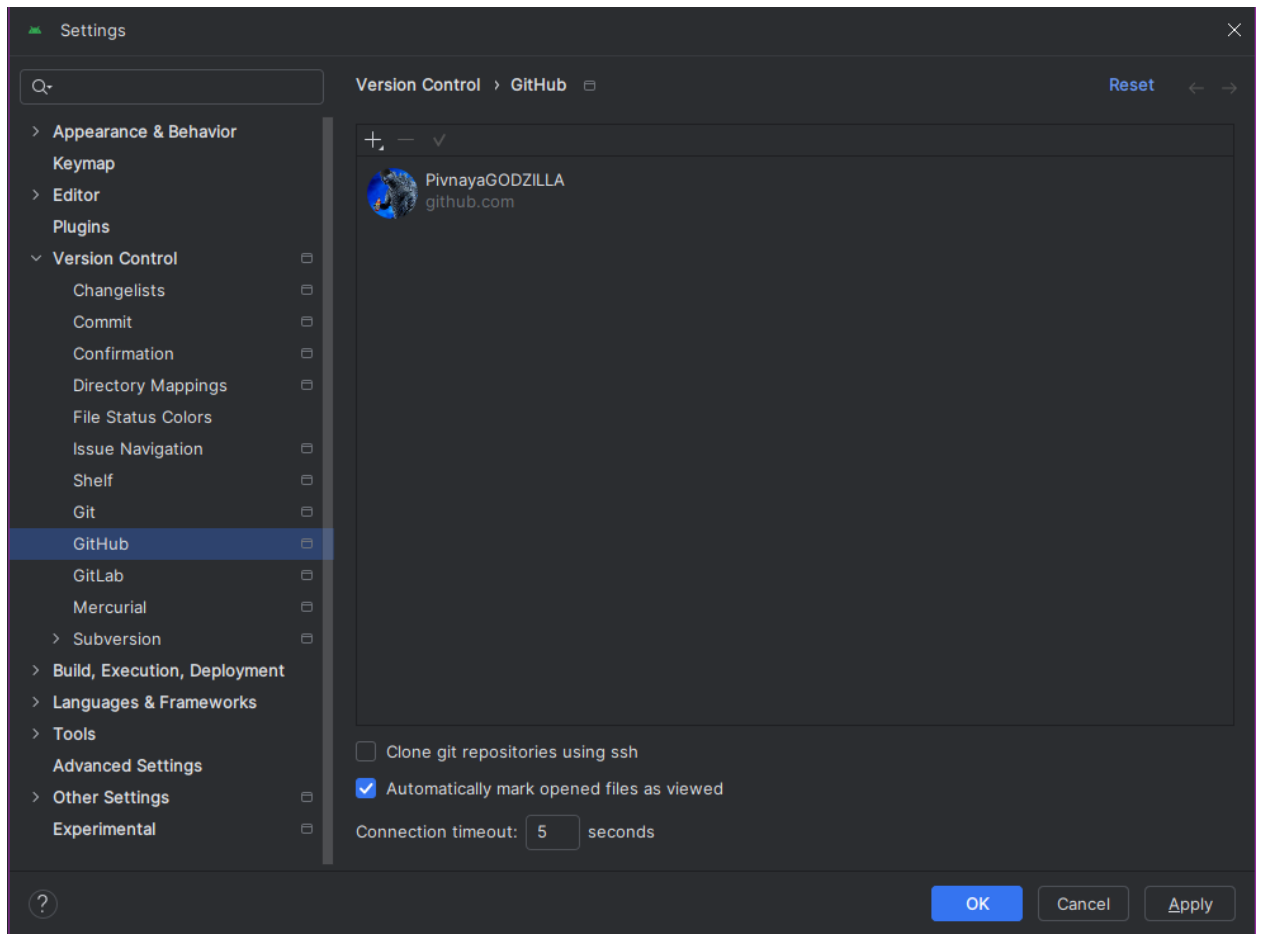 Settings
Version Control › GitHub
Reset
Appearance & Behavior
Keymap
Editor
Plugins
Version Control
Changelists
Commit
Confirmation
Directory Mappings
File Status Colors
Issue Navigation
Shelf
Git
GitHub
GitLab
Mercurial
Subversion
Build, Execution, Deployment
Languages & Frameworks
Tools
Advanced Settings
Other Settings
Experimental
PivnayaGODZILLA
github.com
Clone git repositories using ssh
Automatically mark opened files as viewed
Connection timeout: 5 seconds
?
OK
Cancel
Apply